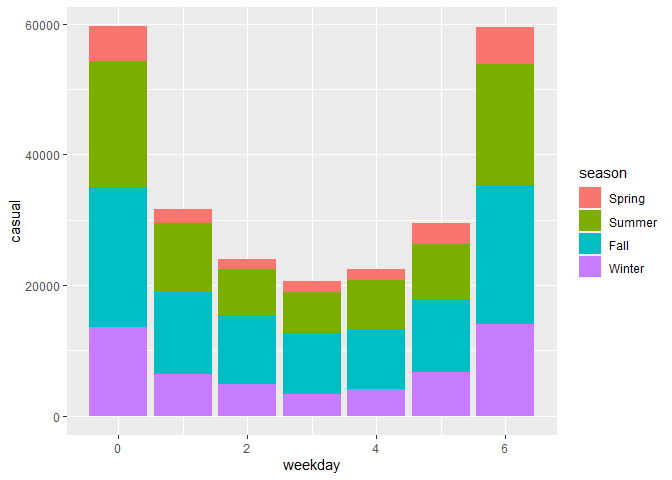 60000
40000
20000
0
casual
0 2 4 6
weekday
season
Spring
Summer
Fall
Winter